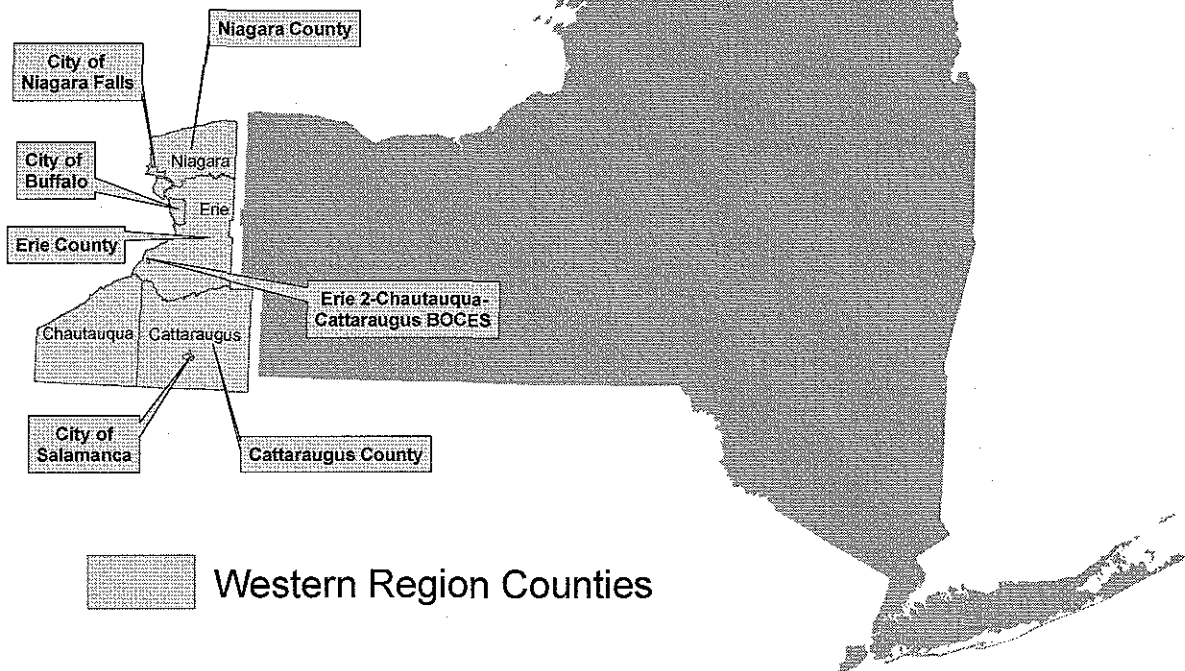 Niagara County
City of
Niagara Falls
City of
Buffalo
Niagara
Erie
Erie County
Erie 2-Chautauqua-
Cattaraugus BOCES
Chautauqua
Cattaraugus
City of
Salamanca
Cattaraugus County
Western Region Counties